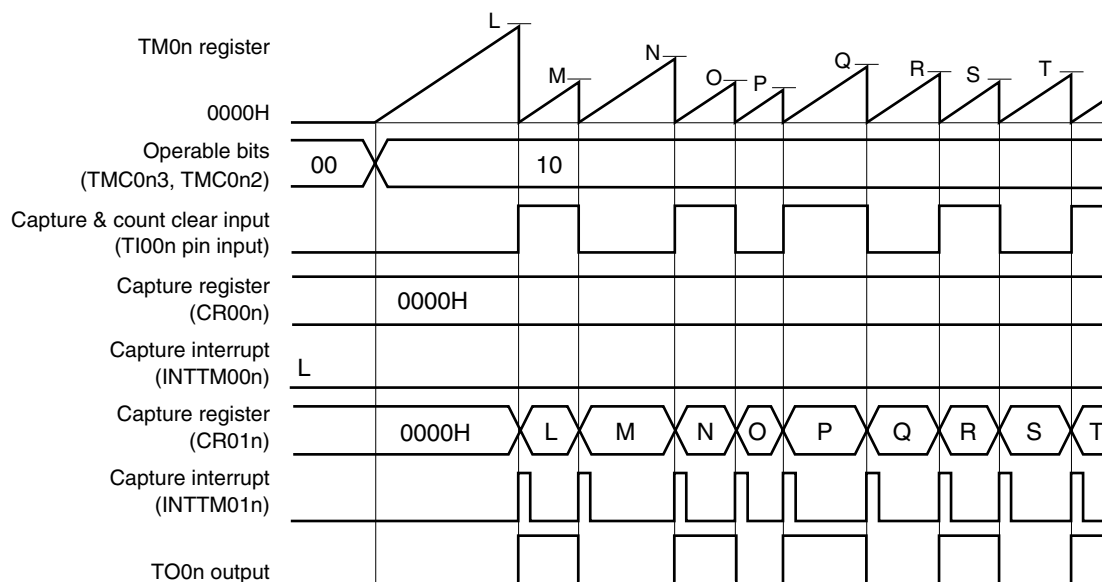 TM0n register
L
M
N
O
P
Q
R
S
T
0000H
Operable bits
(TMC0n3, TMC0n2)
00
10
Capture & count clear input
(TI00n pin input)
Capture register
(CR00n)
0000H
Capture interrupt
(INTTM00n)
L
Capture register
(CR01n)
0000H
L
M
N
O
P
Q
R
S
T
Capture interrupt
(INTTM01n)
TO0n output